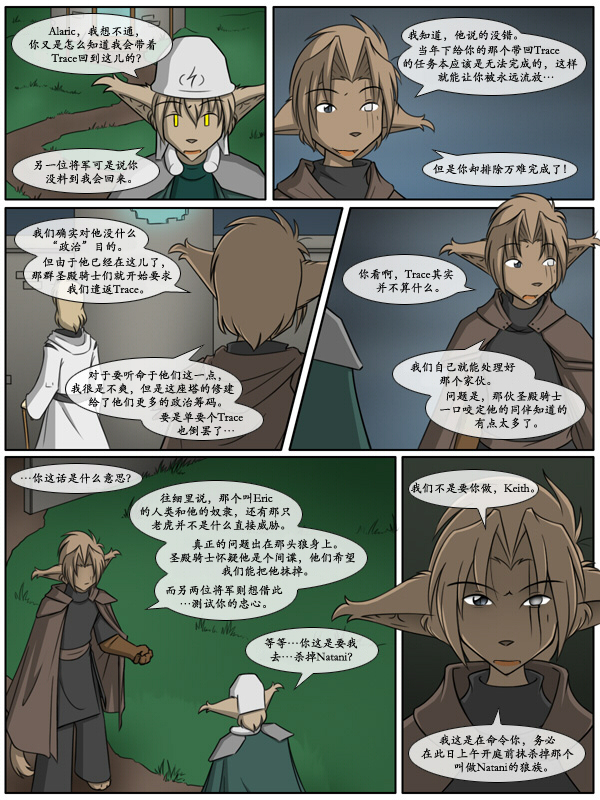 Alaric，我想不通，
你又是怎么知道我会带着
Trace回到这儿的？
另一位将军可是说你
没料到我会回来。
我知道，他说的没错。
当年下给你的那个带回Trace
的任务本应该是无法完成的，这样
就能让你被永远流放…
但是你却排除万难完成了！
我们确实对他没什么
“政治”目的。
但由于他已经在这儿了，
那群圣殿骑士们就开始要求
我们遣返Trace。
对于要听命于他们这一点，
我很是不爽，但是这座塔的修建
给了他们更多的政治筹码。
要是单要个Trace
也倒罢了…
你看啊，Trace其实
并不算什么。
我们自己就能处理好
那个家伙。
问题是，那伙圣殿骑士
一口咬定他的同伴知道的
有点太多了。
…你这话是什么意思？
往细里说，那个叫Eric
的人类和他的奴隶，还有那只
老虎并不是什么直接威胁。
真正的问题出在那头狼身上。
圣殿骑士怀疑他是个间谍，他们希望
我们能把他抹掉。
而另两位将军则想借此
…测试你的忠心。
等等…你这是要我
去…杀掉Natani？
我们不是要你做，Keith。
我这是在命令你，务必
在此日上午开庭前抹杀掉那个
叫做Natani的狼族。